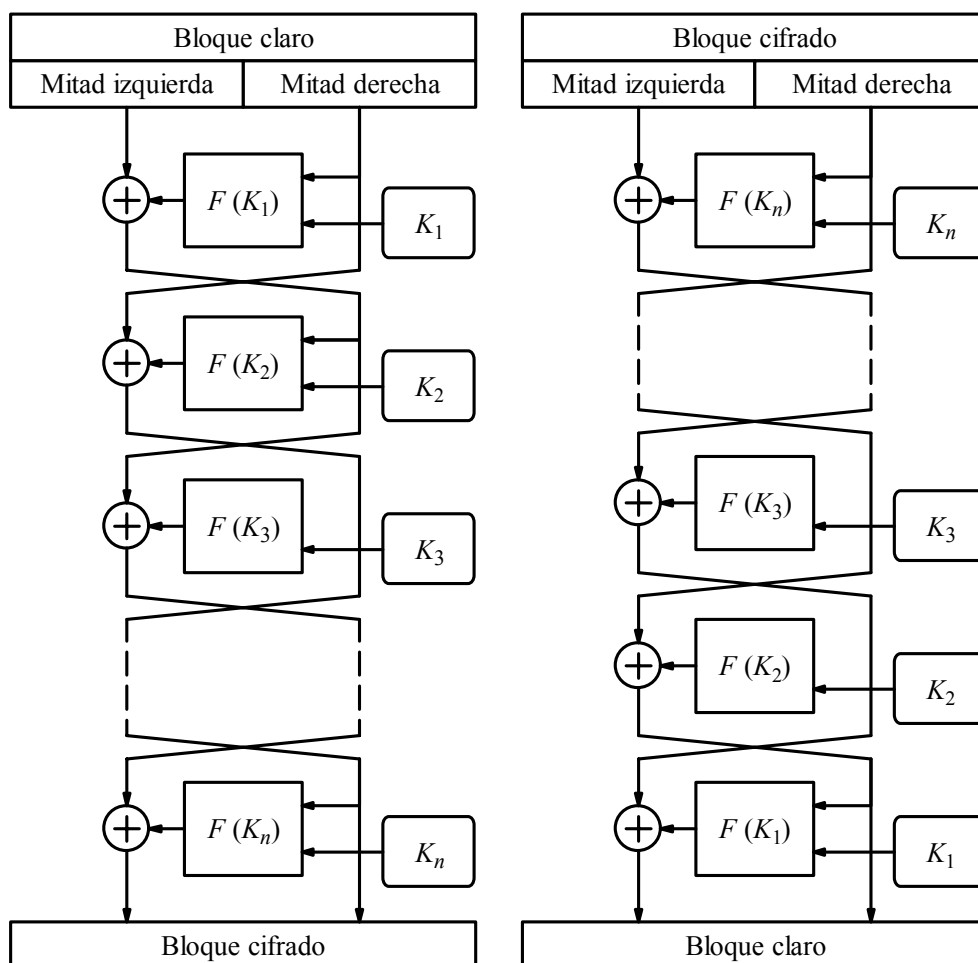 Bloque claro
Mitad izquierda Mitad derecha
F (K1)
K1
F (K2)
K2
F (K3)
K3
F (Kn)
Kn
Bloque cifrado
Bloque cifrado
Mitad izquierda Mitad derecha
F (Kn)
Kn
F (K3)
K3
F (K2)
K2
F (K1)
K1
Bloque claro